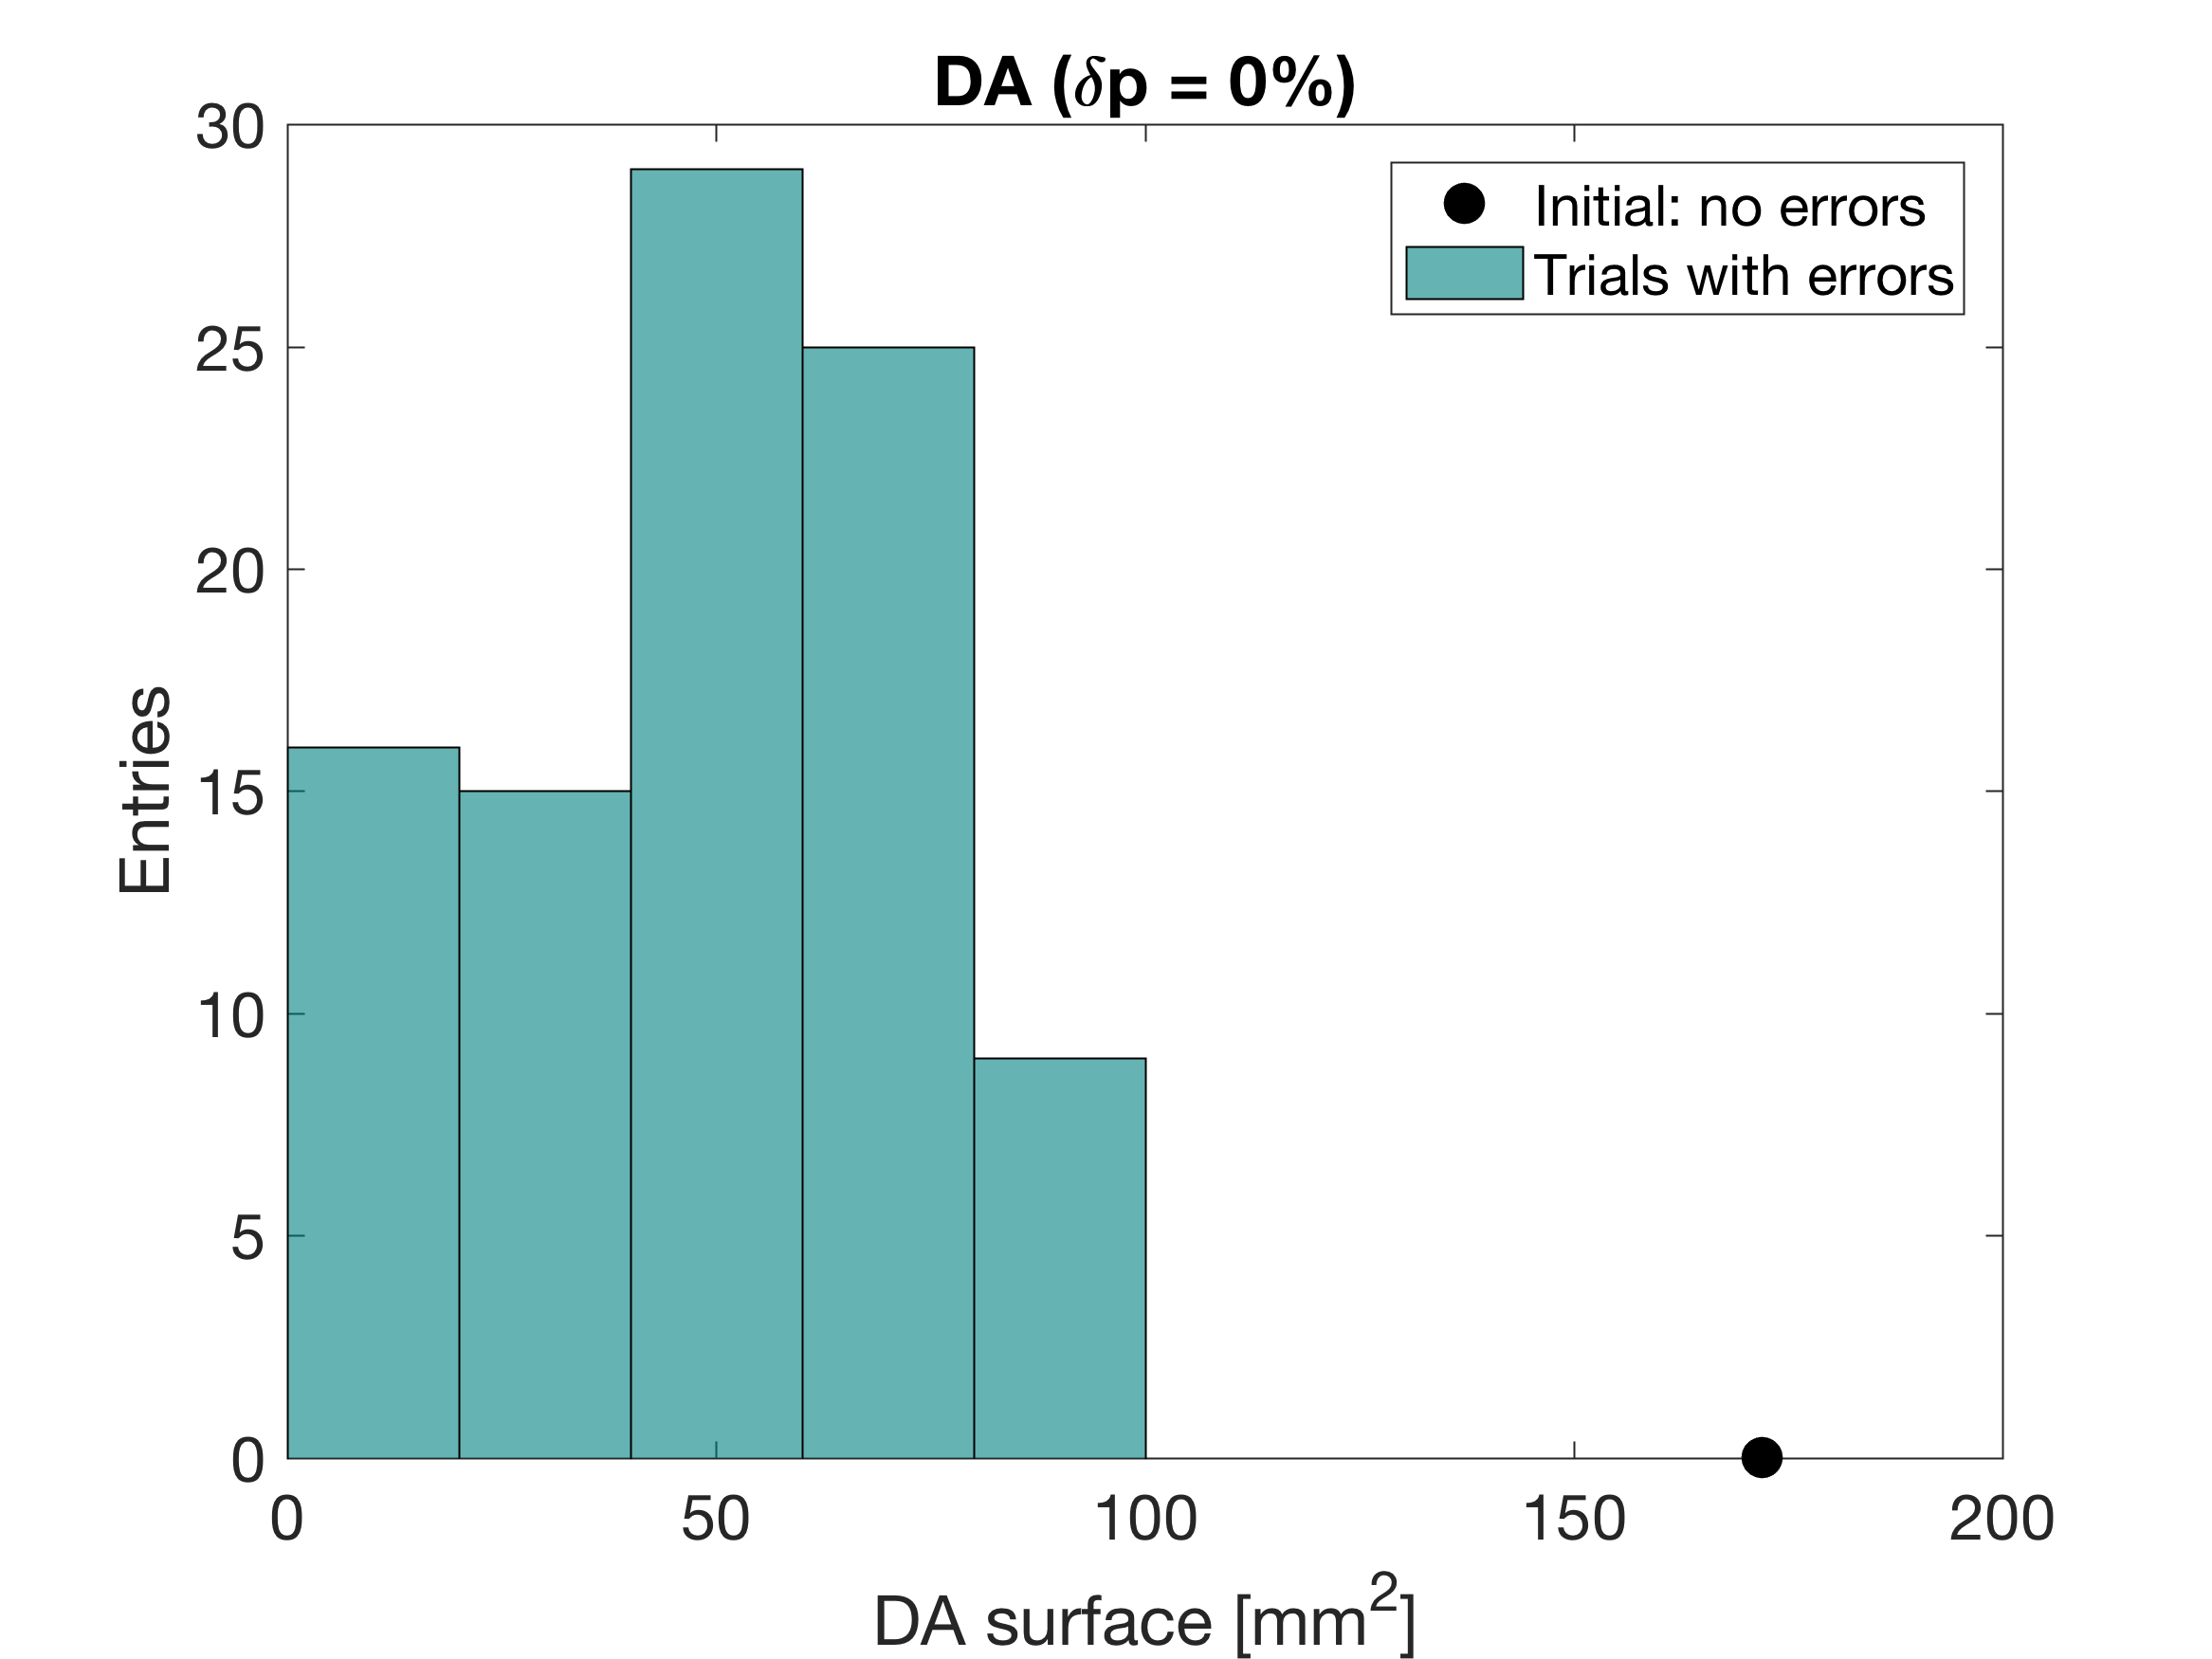 DA (δp = 0%)
30
25
20
15
10
5
0
Entries
Initial: no errors
Trials with errors
0 50 100 150 200
DA surface [mm²]